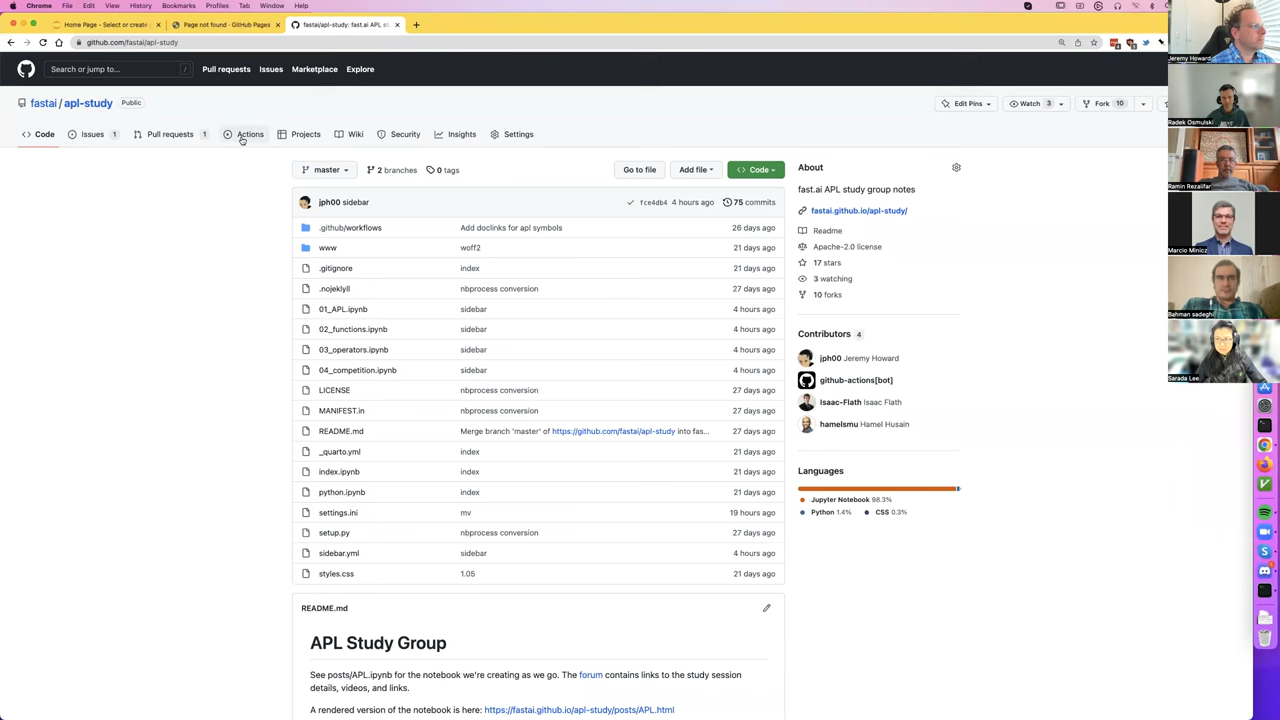 Chrome File Edit View History Bookmarks Profiles Tab Window Help
Home Page - Select or create
Page not found · GitHub Pages
fastai/apl-study: fast.ai APL st
github.com/fastai/apl-study
Search or jump to...
/
Pull requests
Issues
Marketplace
Explore
fastai / apl-study
Public
Edit Pins
Watch 3
Fork 10
Code
Issues 1
Pull requests 1
Actions
Projects
Wiki
Security
Insights
Settings
master
2 branches
0 tags
Go to file
Add file
Code
jph00 sidebar
fce4db4 4 hours ago
75 commits
.github/workflows Add doclinks for apl symbols 26 days ago
www woff2 21 days ago
.gitignore index 21 days ago
.nojeklyll nbprocess conversion 27 days ago
01_APL.ipynb sidebar 4 hours ago
02_functions.ipynb sidebar 4 hours ago
03_operators.ipynb sidebar 4 hours ago
04_competition.ipynb sidebar 4 hours ago
LICENSE nbprocess conversion 27 days ago
MANIFEST.in nbprocess conversion 27 days ago
README.md Merge branch 'master' of https://github.com/fastai/apl-study into fas... 27 days ago
_quarto.yml index 21 days ago
index.ipynb index 21 days ago
python.ipynb index 21 days ago
settings.ini mv 19 hours ago
setup.py nbprocess conversion 27 days ago
sidebar.yml sidebar 4 hours ago
styles.css 1.05 21 days ago
README.md
APL Study Group
See posts/APL.ipynb for the notebook we're creating as we go. The forum contains links to the study session
details, videos, and links.
A rendered version of the notebook is here: https://fastai.github.io/apl-study/posts/APL.html
About
fast.ai APL study group notes
fastai.github.io/apl-study/
Readme
Apache-2.0 license
17 stars
3 watching
10 forks
Contributors 4
jph00 Jeremy Howard
github-actions[bot]
Isaac-Flath Isaac Flath
hamelsmu Hamel Husain
Languages
Jupyter Notebook 98.3%
Python 1.4%
CSS 0.3%
Jeremy Howard
Radek Osmulski
Ramin Rezaiifar
Marcio Minicz
Bahman sadeghi
Sarada Lee